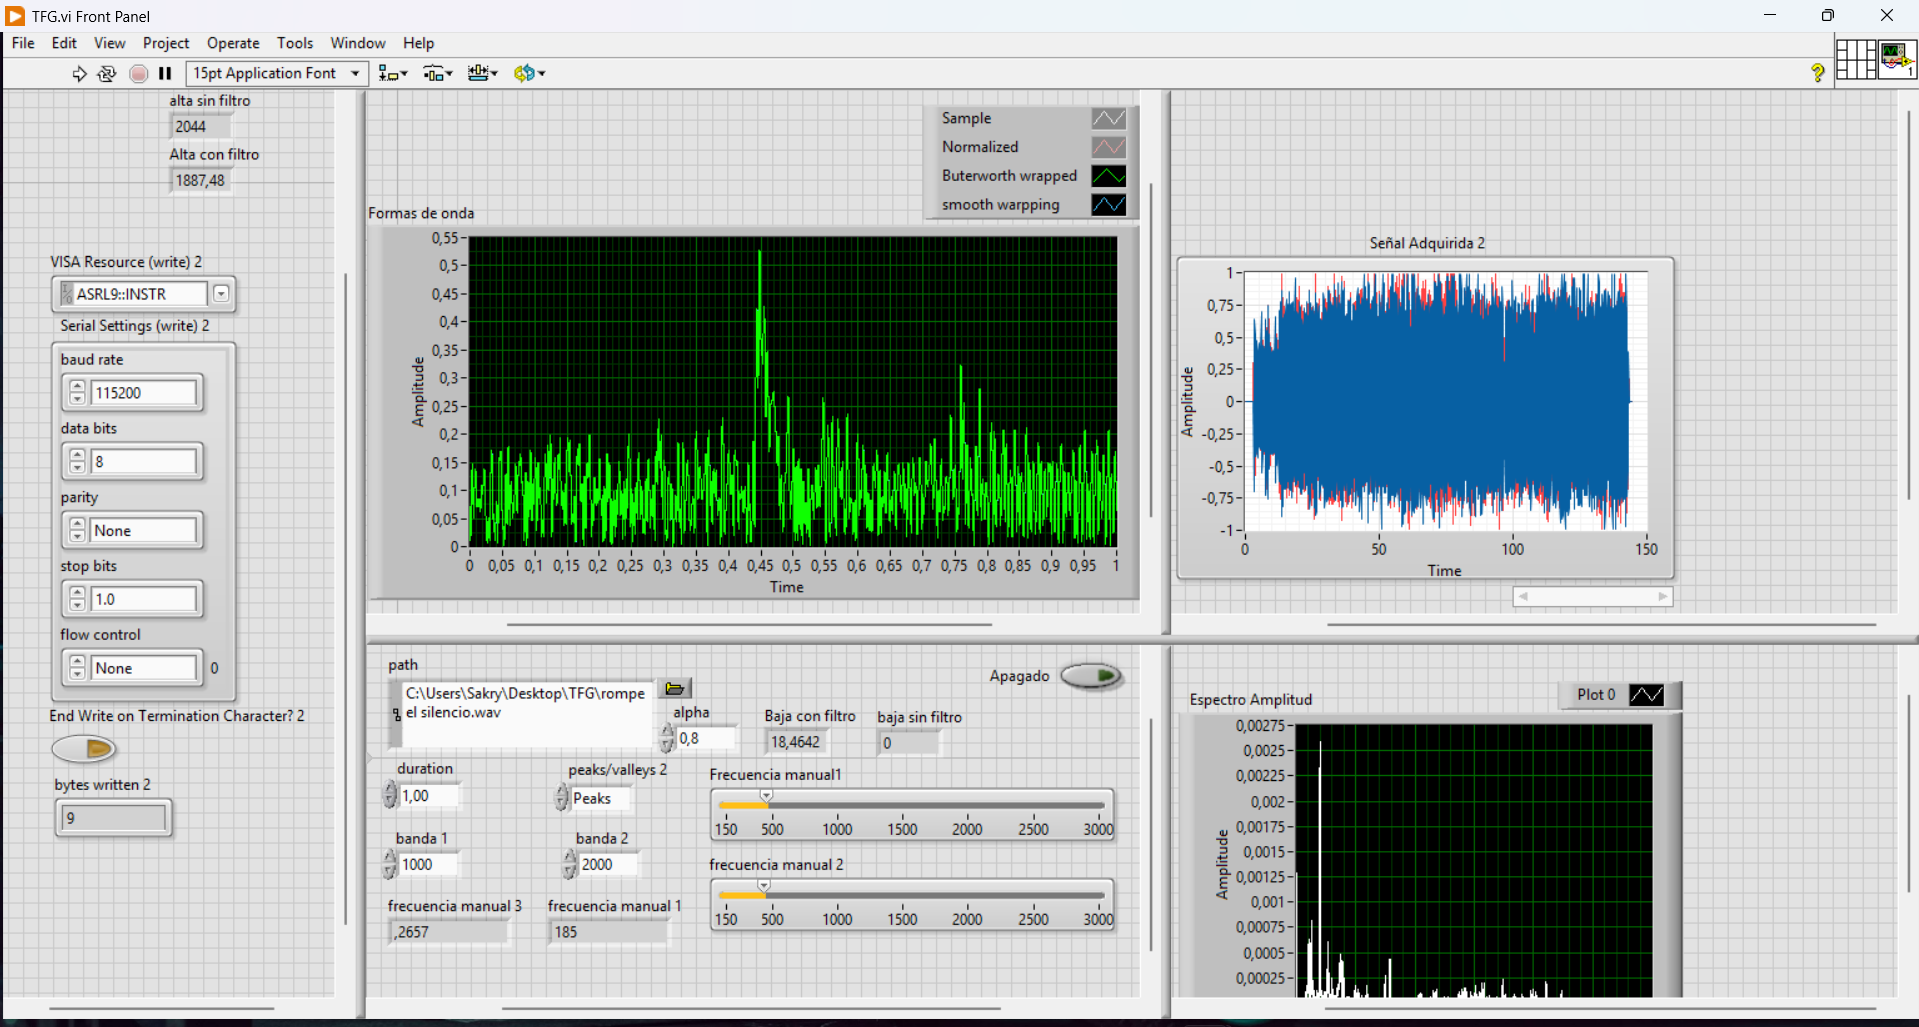 TFG.vi Front Panel
File Edit View Project Operate Tools Window Help
15pt Application Font
?
1
alta sin filtro
2044
Alta con filtro
1887,48
VISA Resource (write) 2
ASRL9::INSTR
Serial Settings (write) 2
baud rate
115200
data bits
8
parity
None
stop bits
1.0
flow control
None 0
End Write on Termination Character? 2
bytes written 2
9
Sample
Normalized
Buterworth wrapped
smooth warpping
Formas de onda
0,55
0,5
0,45
0,4
0,35
0,3
0,25
0,2
0,15
0,1
0,05
0
Amplitude
0 0,05 0,1 0,15 0,2 0,25 0,3 0,35 0,4 0,45 0,5 0,55 0,6 0,65 0,7 0,75 0,8 0,85 0,9 0,95 1
Time
Señal Adquirida 2
1
0,75
0,5
0,25
0
-0,25
-0,5
-0,75
-1
Amplitude
0 50 100 150
Time
path
C:\Users\Sakry\Desktop\TFG\rompe
el silencio.wav
Apagado
alpha
0,8
Baja con filtro
18,4642
baja sin filtro
0
duration
1,00
peaks/valleys 2
Peaks
banda 1
1000
banda 2
2000
frecuencia manual 3
,2657
frecuencia manual 1
185
Frecuencia manual1
150 500 1000 1500 2000 2500 3000
frecuencia manual 2
150 500 1000 1500 2000 2500 3000
Espectro Amplitud
Plot 0
0,00275
0,0025
0,00225
0,002
0,00175
0,0015
0,00125
0,001
0,00075
0,0005
0,00025
Amplitude